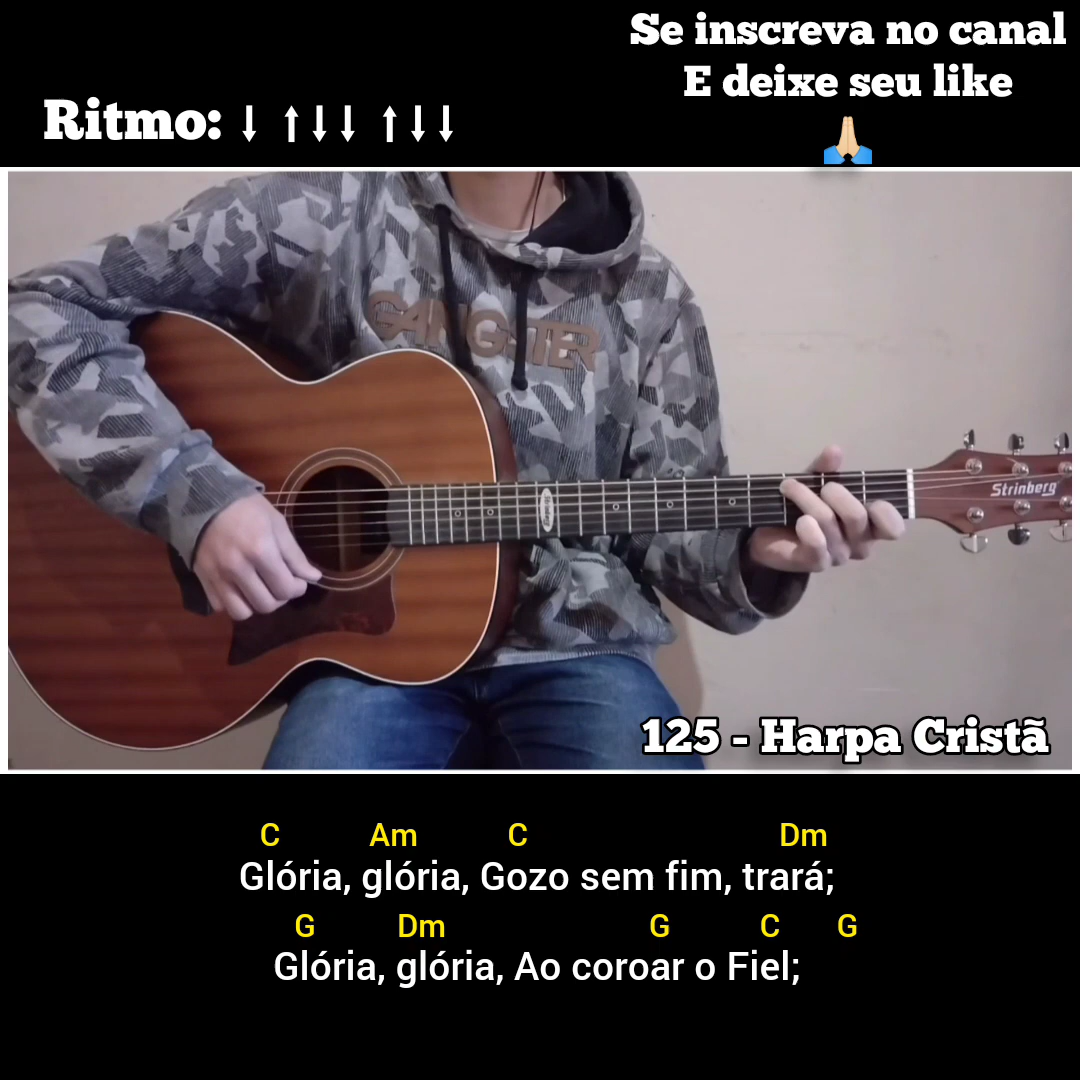 Se inscreva no canal
E deixe seu like
🙏🏻
Ritmo: ↓ ↑↓↓ ↑↓↓
GANGSTER
Strinberg
125 - Harpa Cristã
C Am C Dm
Glória, glória, Gozo sem fim, trará;
G Dm G C G
Glória, glória, Ao coroar o Fiel;